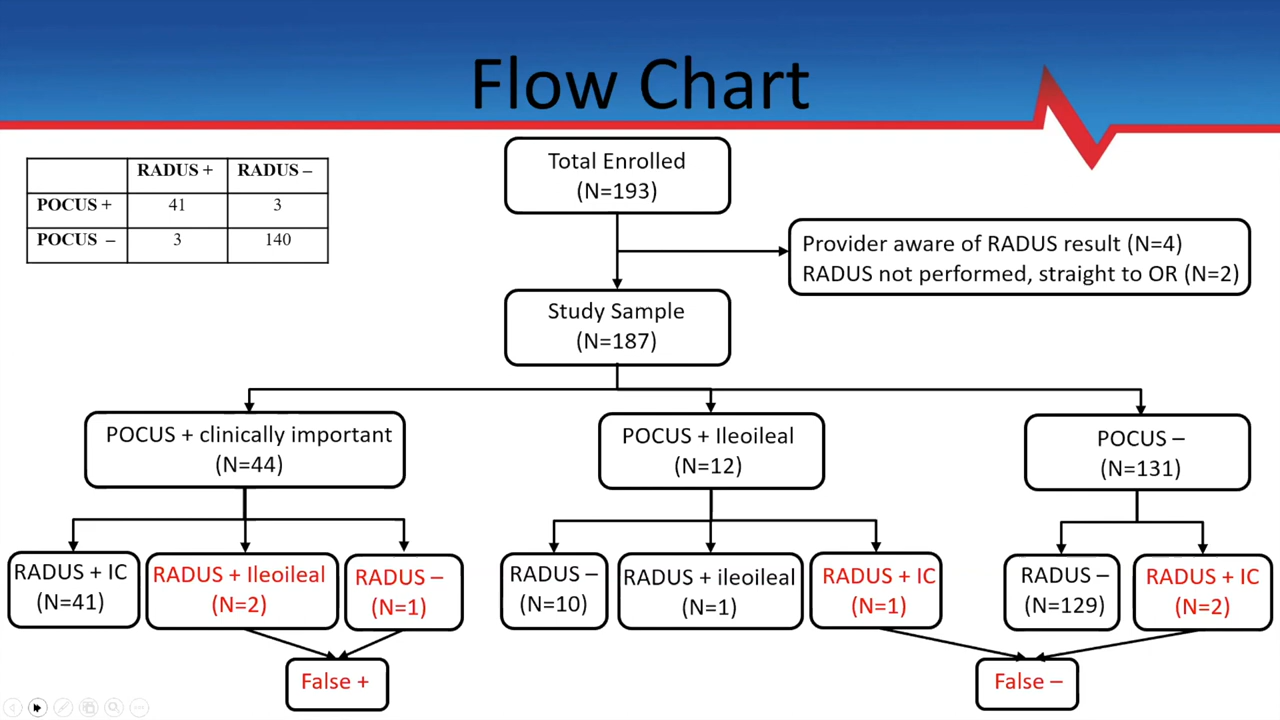 Flow Chart
RADUS + RADUS –
POCUS + 41 3
POCUS – 3 140
Total Enrolled
(N=193)
Provider aware of RADUS result (N=4)
RADUS not performed, straight to OR (N=2)
Study Sample
(N=187)
POCUS + clinically important
(N=44)
POCUS + Ileoileal
(N=12)
POCUS –
(N=131)
RADUS + IC
(N=41)
RADUS + Ileoileal
(N=2)
RADUS –
(N=1)
RADUS –
(N=10)
RADUS + ileoileal
(N=1)
RADUS + IC
(N=1)
RADUS –
(N=129)
RADUS + IC
(N=2)
False +
False –